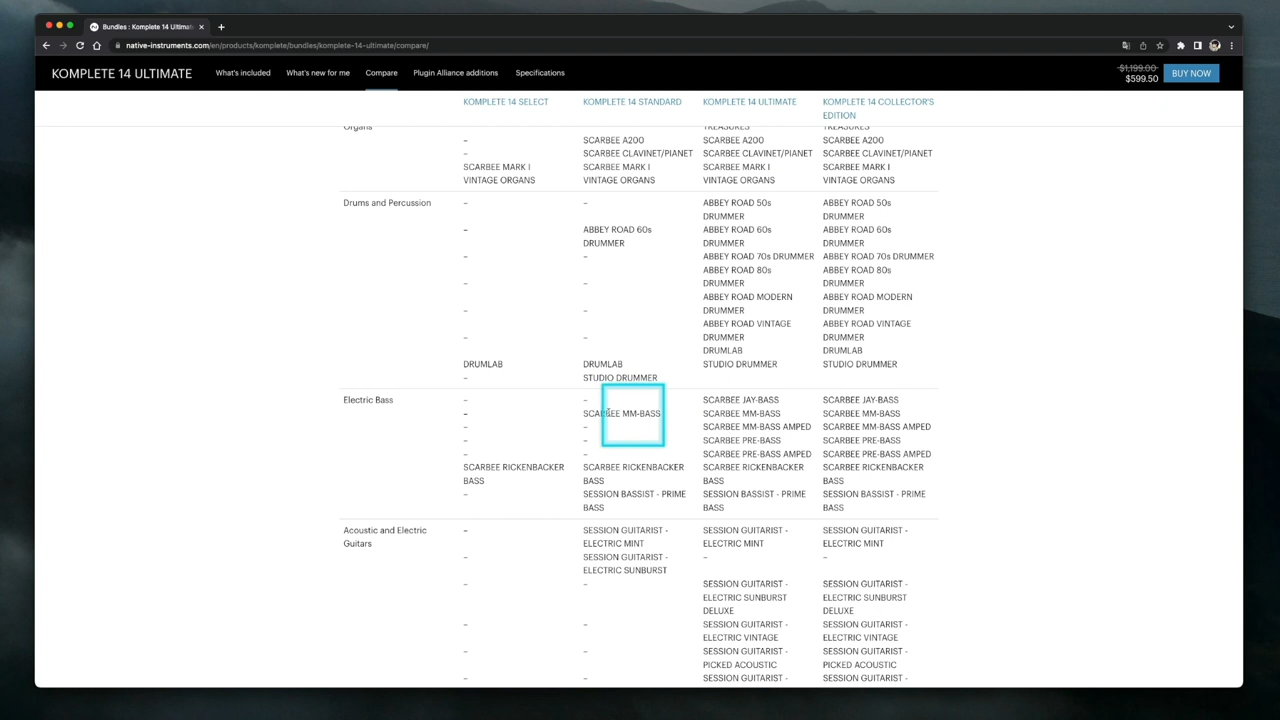 Bundles : Komplete 14 Ultimat
native-instruments.com/en/products/komplete/bundles/komplete-14-ultimate/compare/
KOMPLETE 14 ULTIMATE What's included What's new for me Compare Plugin Alliance additions Specifications
$1,199.00
$599.50 BUY NOW
KOMPLETE 14 SELECT KOMPLETE 14 STANDARD KOMPLETE 14 ULTIMATE KOMPLETE 14 COLLECTOR'S
EDITION
Organs TREASURES TREASURES
– SCARBEE A200 SCARBEE A200 SCARBEE A200
– SCARBEE CLAVINET/PIANET SCARBEE CLAVINET/PIANET SCARBEE CLAVINET/PIANET
SCARBEE MARK I SCARBEE MARK I SCARBEE MARK I SCARBEE MARK I
VINTAGE ORGANS VINTAGE ORGANS VINTAGE ORGANS VINTAGE ORGANS
Drums and Percussion – – ABBEY ROAD 50s ABBEY ROAD 50s
DRUMMER DRUMMER
– ABBEY ROAD 60s ABBEY ROAD 60s ABBEY ROAD 60s
DRUMMER DRUMMER DRUMMER
– – ABBEY ROAD 70s DRUMMER ABBEY ROAD 70s DRUMMER
ABBEY ROAD 80s ABBEY ROAD 80s
– – DRUMMER DRUMMER
ABBEY ROAD MODERN ABBEY ROAD MODERN
– – DRUMMER DRUMMER
ABBEY ROAD VINTAGE ABBEY ROAD VINTAGE
– – DRUMMER DRUMMER
DRUMLAB DRUMLAB
DRUMLAB DRUMLAB STUDIO DRUMMER STUDIO DRUMMER
– STUDIO DRUMMER
Electric Bass – – SCARBEE JAY-BASS SCARBEE JAY-BASS
– SCARBEE MM-BASS SCARBEE MM-BASS SCARBEE MM-BASS
– – SCARBEE MM-BASS AMPED SCARBEE MM-BASS AMPED
– – SCARBEE PRE-BASS SCARBEE PRE-BASS
– – SCARBEE PRE-BASS AMPED SCARBEE PRE-BASS AMPED
SCARBEE RICKENBACKER SCARBEE RICKENBACKER SCARBEE RICKENBACKER SCARBEE RICKENBACKER
BASS BASS BASS BASS
– SESSION BASSIST - PRIME SESSION BASSIST - PRIME SESSION BASSIST - PRIME
BASS BASS BASS
Acoustic and Electric – SESSION GUITARIST - SESSION GUITARIST - SESSION GUITARIST -
Guitars ELECTRIC MINT ELECTRIC MINT ELECTRIC MINT
– SESSION GUITARIST - – –
ELECTRIC SUNBURST
– – SESSION GUITARIST - SESSION GUITARIST -
ELECTRIC SUNBURST ELECTRIC SUNBURST
DELUXE DELUXE
– – SESSION GUITARIST - SESSION GUITARIST -
ELECTRIC VINTAGE ELECTRIC VINTAGE
– – SESSION GUITARIST - SESSION GUITARIST -
PICKED ACOUSTIC PICKED ACOUSTIC
– – SESSION GUITARIST - SESSION GUITARIST -